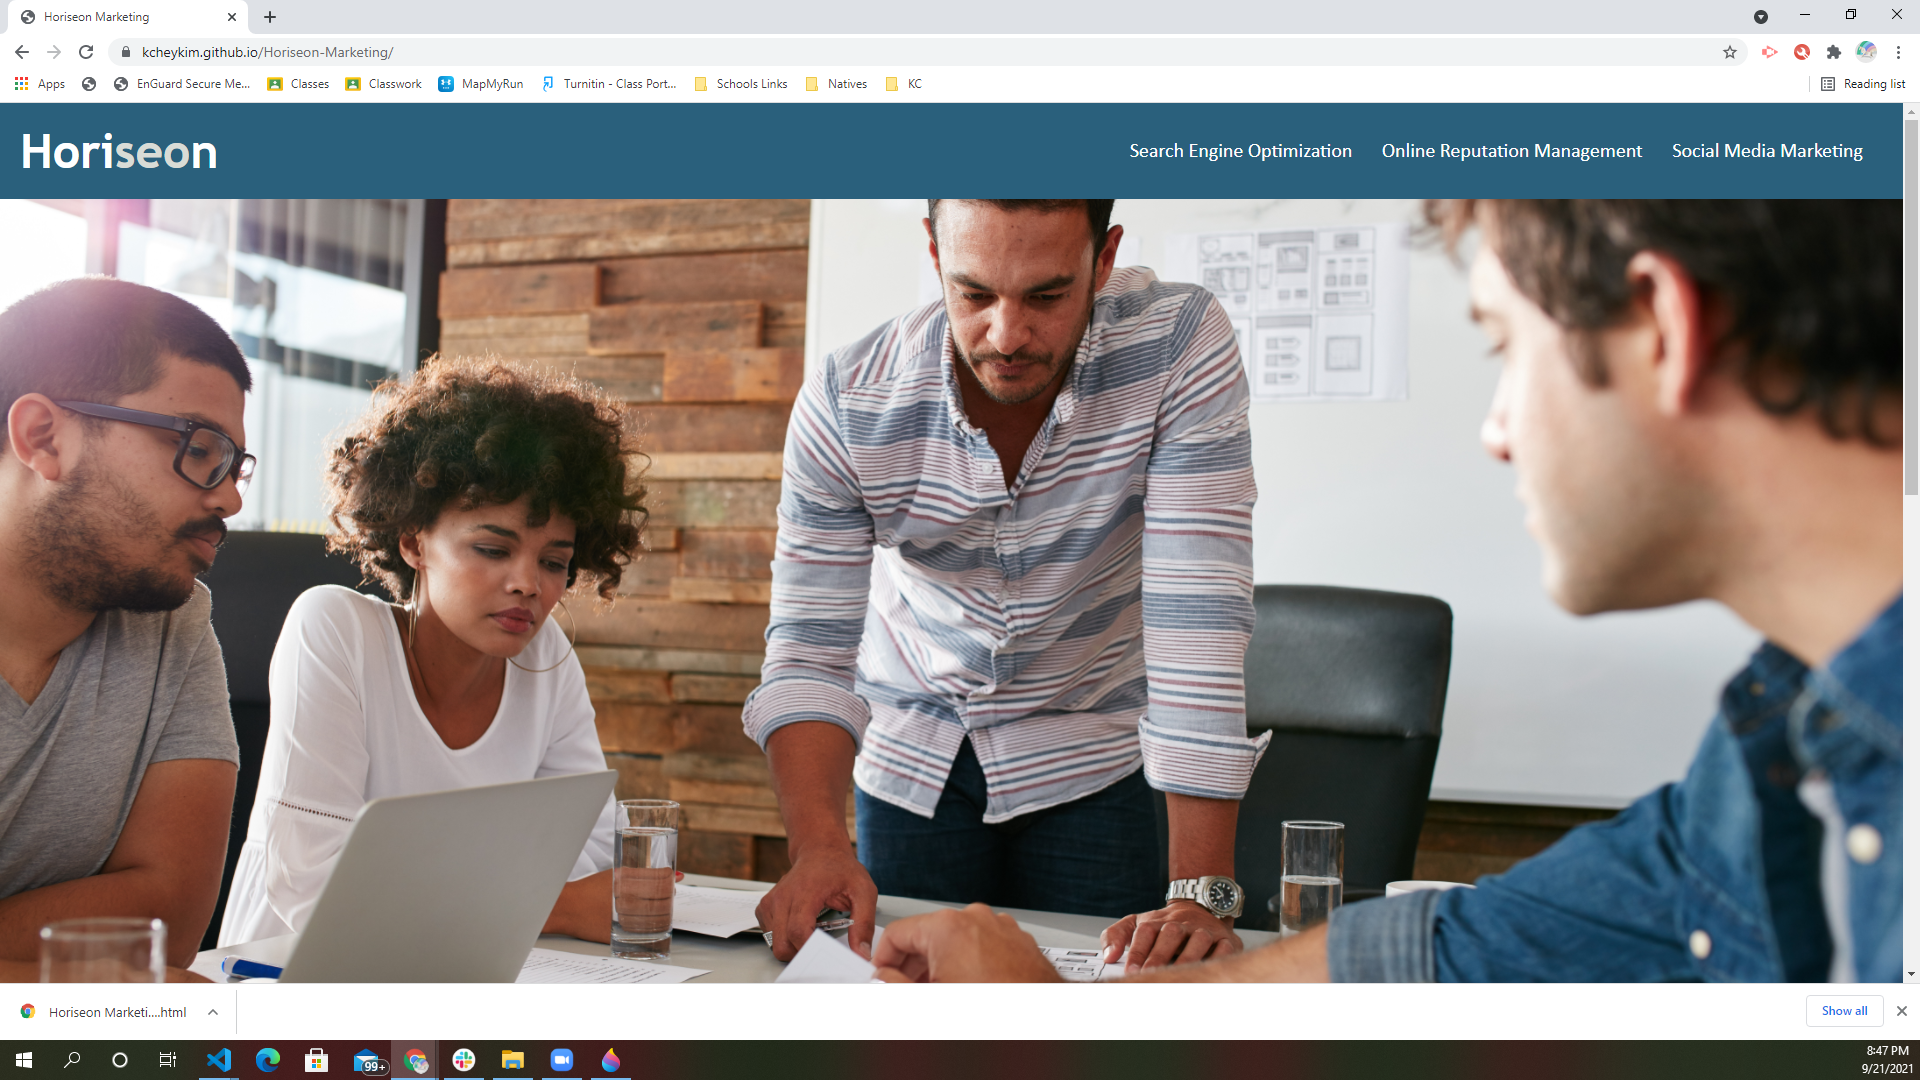 Horiseon Marketing
kcheykim.github.io/Horiseon-Marketing/
Apps EnGuard Secure Me... Classes Classwork MapMyRun Turnitin - Class Port... Schools Links Natives KC Reading list
Horiseon
Search Engine Optimization Online Reputation Management Social Media Marketing
Horiseon Marketi....html Show all
99+
8:47 PM
9/21/2021